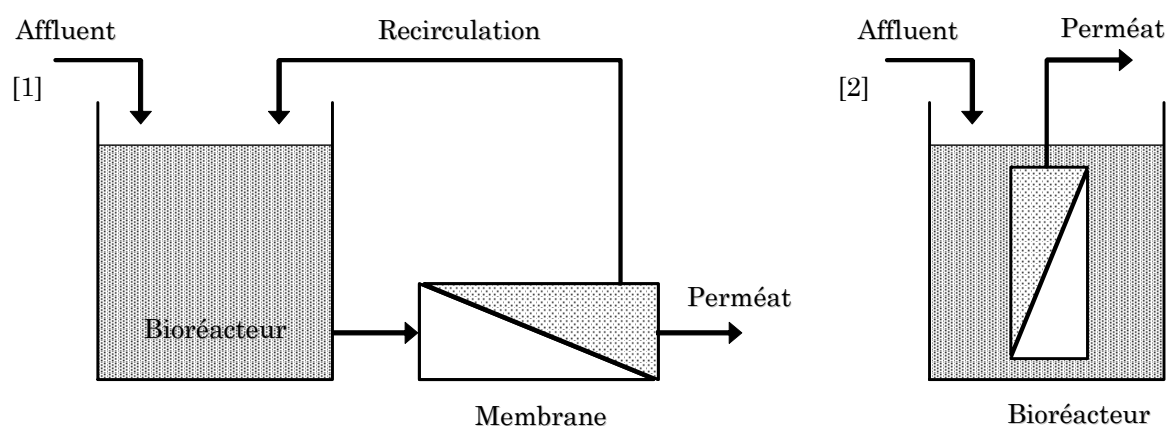 Affluent
Recirculation
[1]
Bioréacteur
Perméat
Membrane
Affluent
Perméat
[2]
Bioréacteur